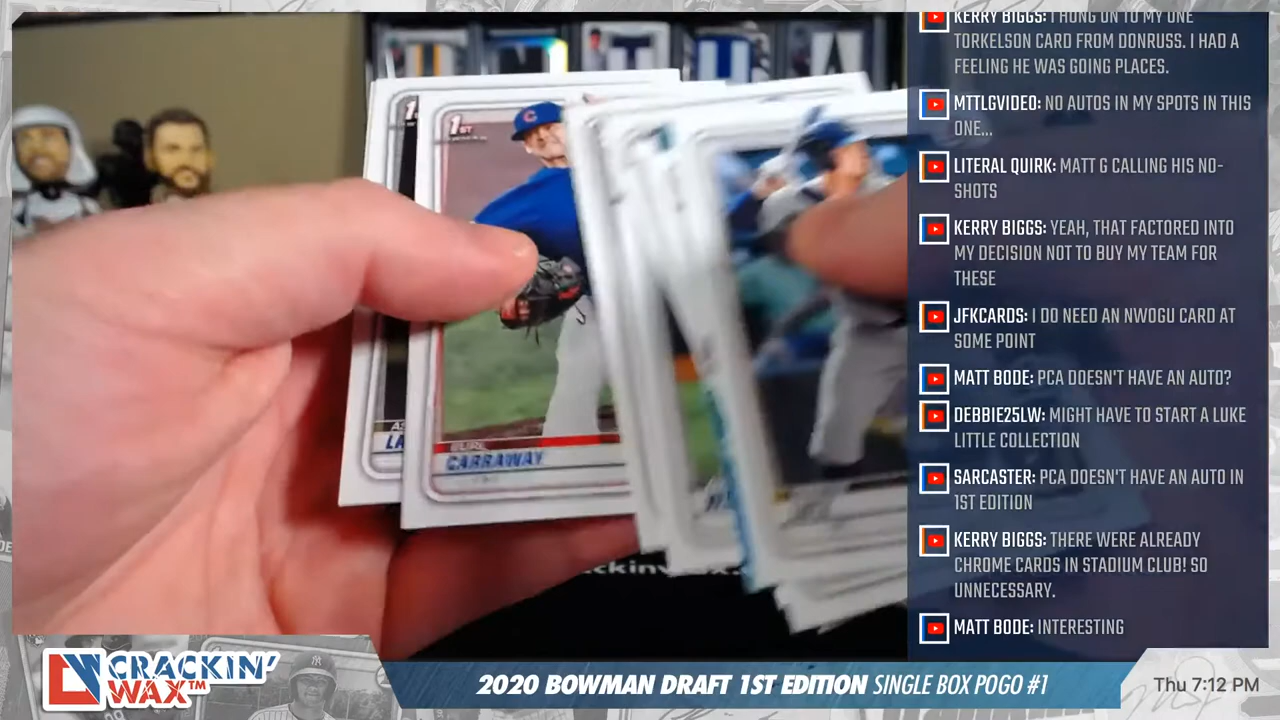 KERRY BIGGS: I HUNG ON TO MY ONE
TORKELSON CARD FROM DONRUSS. I HAD A
FEELING HE WAS GOING PLACES.
MTTLGVIDEO: NO AUTOS IN MY SPOTS IN THIS
ONE...
LITERAL QUIRK: MATT G CALLING HIS NO-
SHOTS
KERRY BIGGS: YEAH, THAT FACTORED INTO
MY DECISION NOT TO BUY MY TEAM FOR
THESE
JFKCARDS: I DO NEED AN NWOGU CARD AT
SOME POINT
MATT BODE: PCA DOESN'T HAVE AN AUTO?
DEBBIE25LW: MIGHT HAVE TO START A LUKE
LITTLE COLLECTION
SARCASTER: PCA DOESN'T HAVE AN AUTO IN
1ST EDITION
KERRY BIGGS: THERE WERE ALREADY
CHROME CARDS IN STADIUM CLUB! SO
UNNECESSARY.
MATT BODE: INTERESTING
1ST
C
BURL
CARRAWAY
LA
CRACKIN'
WAX™
2020 BOWMAN DRAFT 1ST EDITION SINGLE BOX POGO #1
Thu 7:12 PM